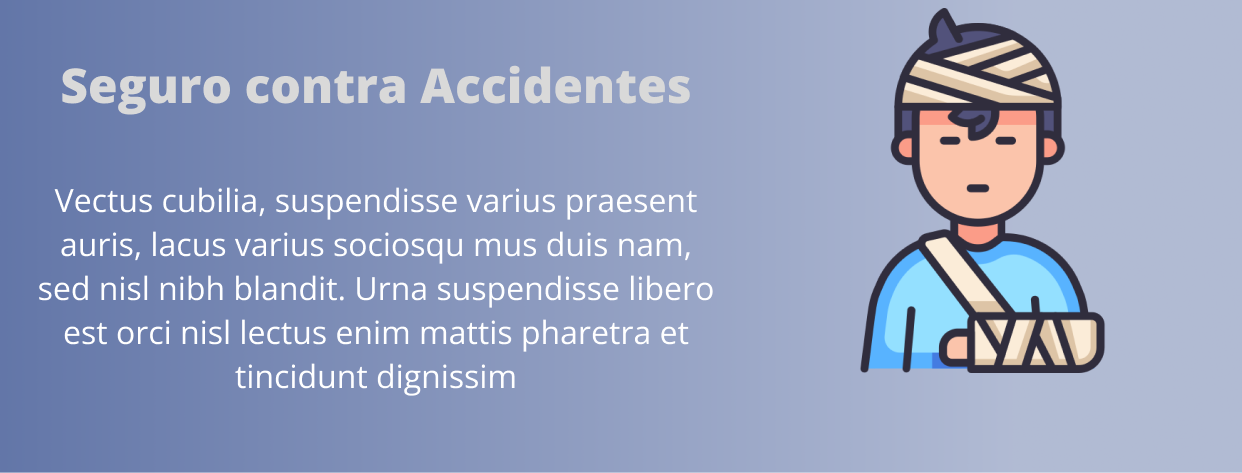 Seguro contra Accidentes
Vectus cubilia, suspendisse varius praesent
auris, lacus varius sociosqu mus duis nam,
sed nisl nibh blandit. Urna suspendisse libero
est orci nisl lectus enim mattis pharetra et
tincidunt dignissim